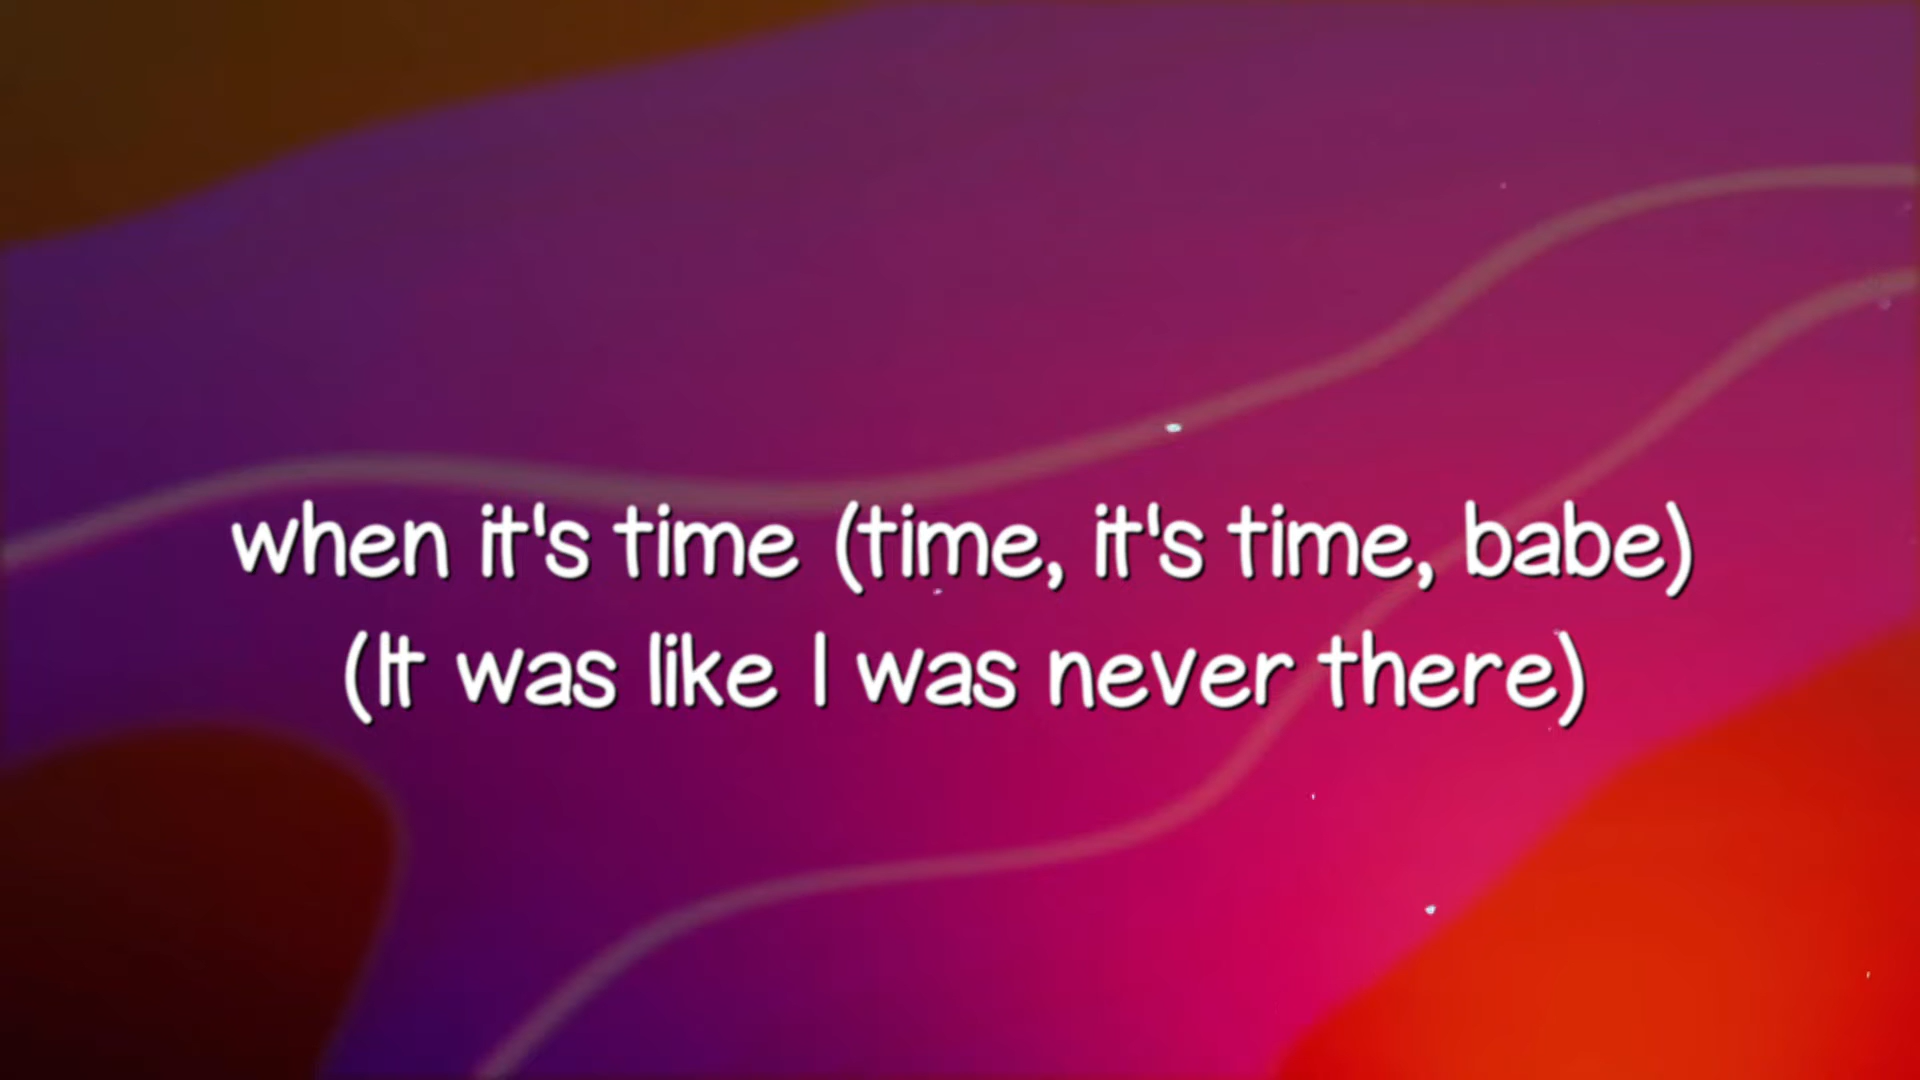 when it's time (time, it's time, babe)
(It was like I was never there)